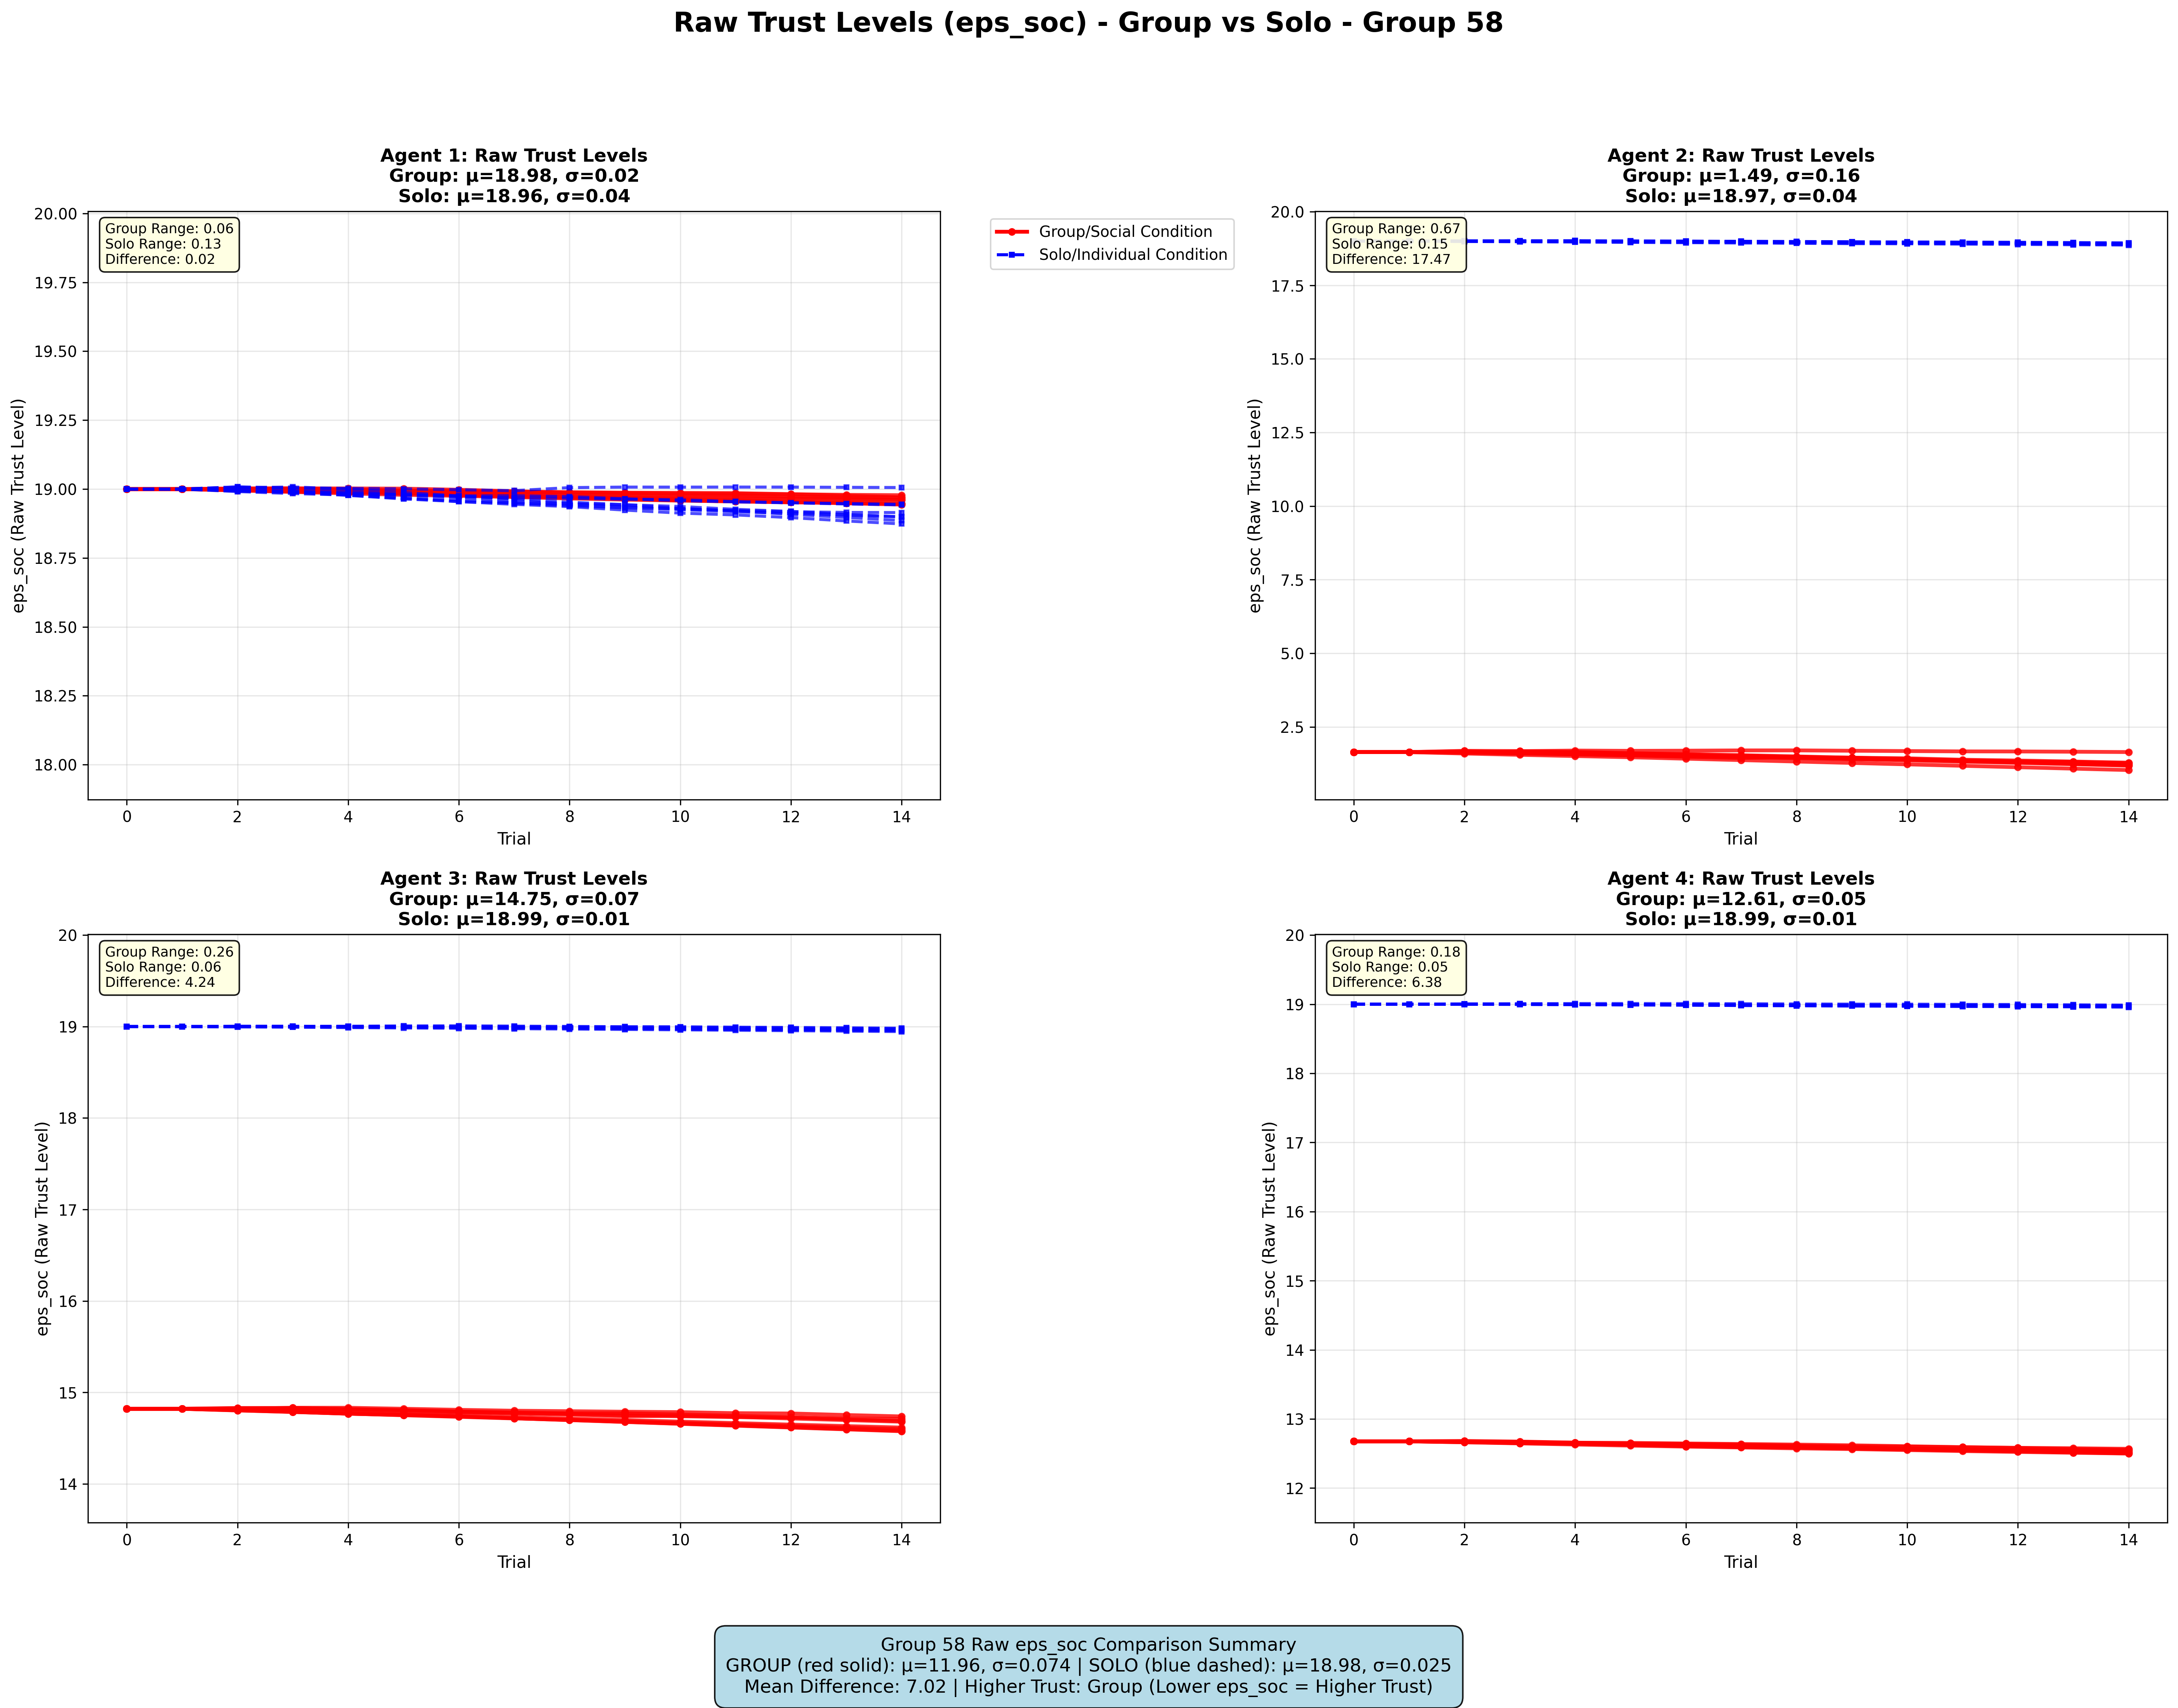 Raw Trust Levels (eps_soc) - Group vs Solo - Group 58
Agent 1: Raw Trust Levels
Group: μ=18.98, σ=0.02
Solo: μ=18.96, σ=0.04
Group Range: 0.06
Solo Range: 0.13
Difference: 0.02
20.00
19.75
19.50
19.25
19.00
18.75
18.50
18.25
18.00
eps_soc (Raw Trust Level)
0 2 4 6 8 10 12 14
Trial
Group/Social Condition
Solo/Individual Condition
Agent 2: Raw Trust Levels
Group: μ=1.49, σ=0.16
Solo: μ=18.97, σ=0.04
Group Range: 0.67
Solo Range: 0.15
Difference: 17.47
20.0
17.5
15.0
12.5
10.0
7.5
5.0
2.5
eps_soc (Raw Trust Level)
0 2 4 6 8 10 12 14
Trial
Agent 3: Raw Trust Levels
Group: μ=14.75, σ=0.07
Solo: μ=18.99, σ=0.01
Group Range: 0.26
Solo Range: 0.06
Difference: 4.24
20
19
18
17
16
15
14
eps_soc (Raw Trust Level)
0 2 4 6 8 10 12 14
Trial
Agent 4: Raw Trust Levels
Group: μ=12.61, σ=0.05
Solo: μ=18.99, σ=0.01
Group Range: 0.18
Solo Range: 0.05
Difference: 6.38
20
19
18
17
16
15
14
13
12
eps_soc (Raw Trust Level)
0 2 4 6 8 10 12 14
Trial
Group 58 Raw eps_soc Comparison Summary
GROUP (red solid): μ=11.96, σ=0.074 | SOLO (blue dashed): μ=18.98, σ=0.025
Mean Difference: 7.02 | Higher Trust: Group (Lower eps_soc = Higher Trust)